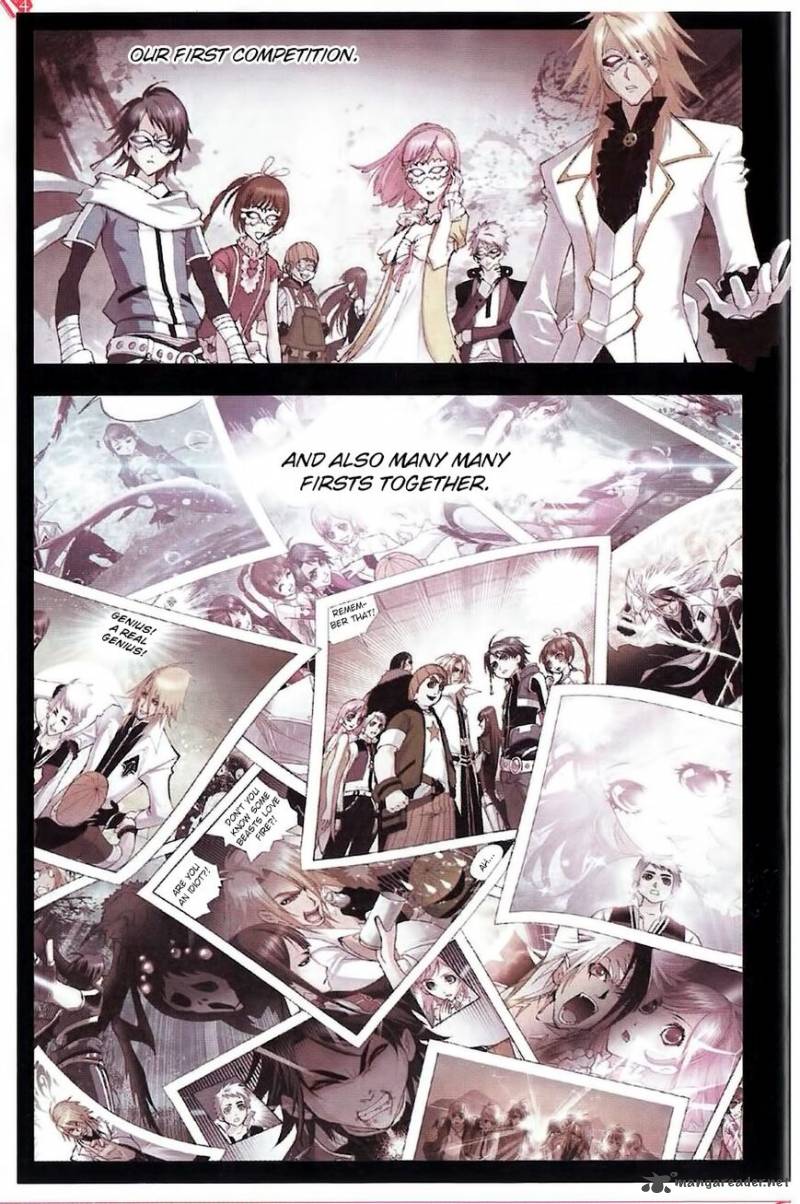 4
OUR FIRST COMPETITION.
AND ALSO MANY MANY
FIRSTS TOGETHER.
REMEM-
BER THAT!
GENIUS!
A REAL
GENIUS!
DON'T YOU
KNOW SOME
BEASTS LOVE
FIRE?!
ARE YOU
AN IDIOT?!
AH...
mangareader.net